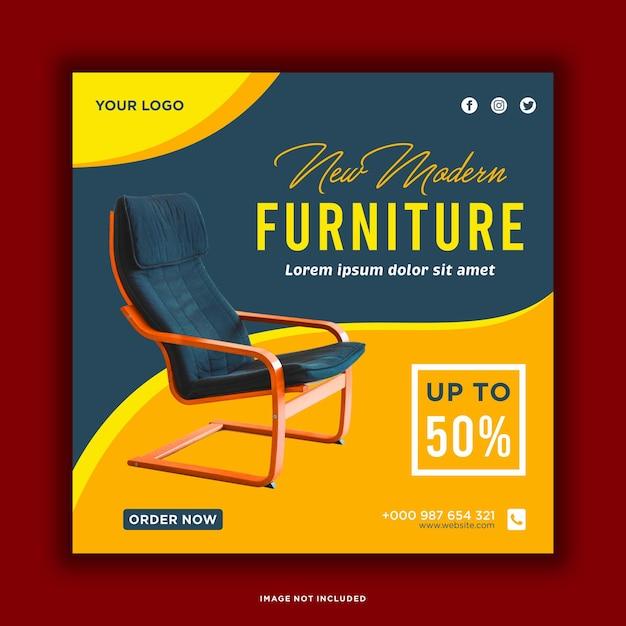 YOUR LOGO
New Modern
FURNITURE
Lorem ipsum dolor sit amet
UP TO
50%
ORDER NOW
+000 987 654 321
www.website.com
IMAGE NOT INCLUDED